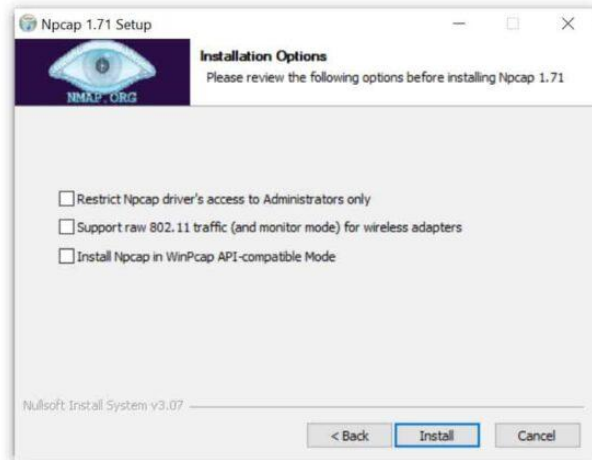 Npcap 1.71 Setup
NMAP.ORG
Installation Options
Please review the following options before installing Npcap 1.71
Restrict Npcap driver's access to Administrators only
Support raw 802.11 traffic (and monitor mode) for wireless adapters
Install Npcap in WinPcap API-compatible Mode
Nullsoft Install System v3.07
< Back Install Cancel